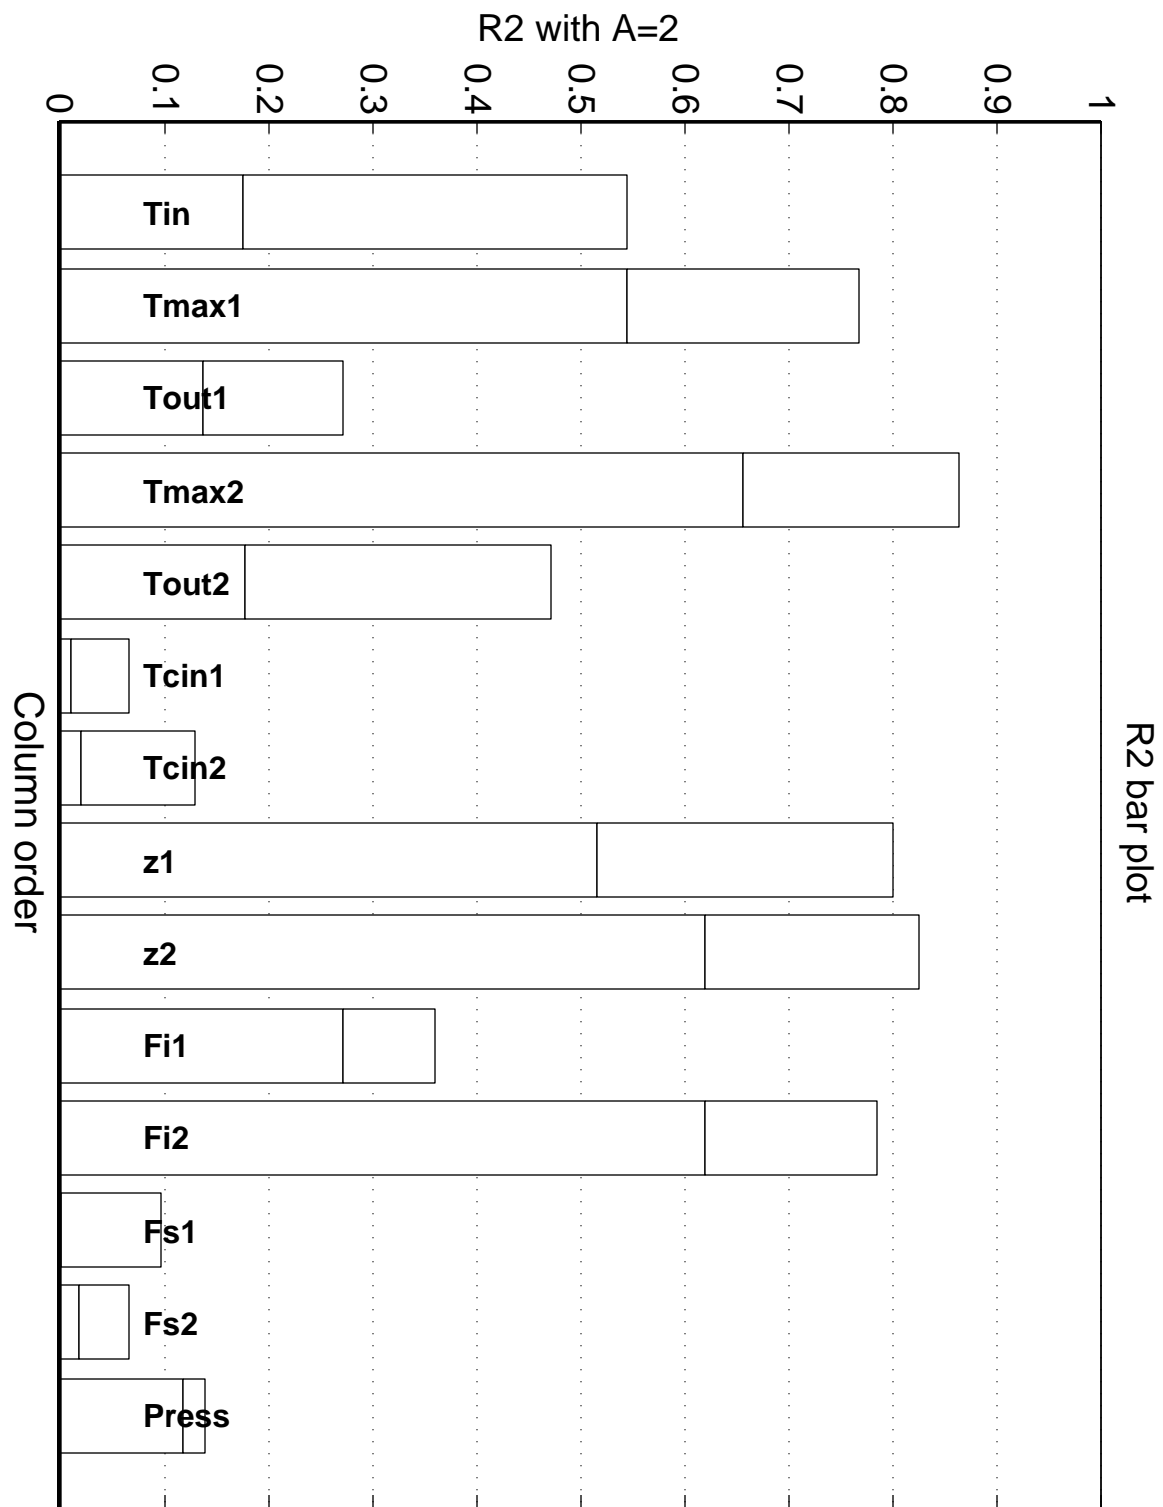 R2 with A=2
0
0.1
0.2
0.3
0.4
0.5
0.6
0.7
0.8
0.9
1
R2 bar plot
Tin
Tmax1
Tout1
Tmax2
Tout2
Tcin1
Tcin2
z1
z2
Fi1
Fi2
Fs1
Fs2
Press
Column order